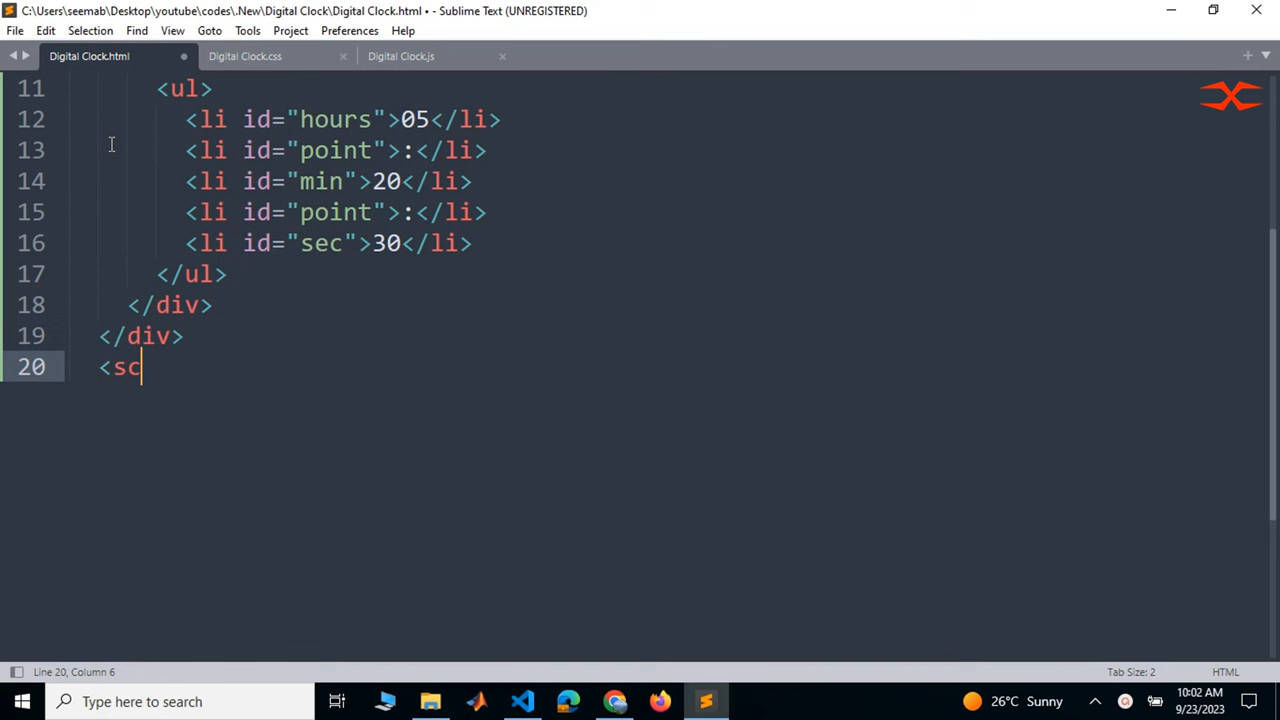 C:\Users\seemab\Desktop\youtube\codes\.New\Digital Clock\Digital Clock.html • - Sublime Text (UNREGISTERED)
File Edit Selection Find View Goto Tools Project Preferences Help
Digital Clock.html Digital Clock.css Digital Clock.js
11 <ul>
12 <li id="hours">05</li>
13 <li id="point">:</li>
14 <li id="min">20</li>
15 <li id="point">:</li>
16 <li id="sec">30</li>
17 </ul>
18 </div>
19 </div>
20 <sc
Line 20, Column 6 Tab Size: 2 HTML
Type here to search 26°C Sunny 10:02 AM
9/23/2023